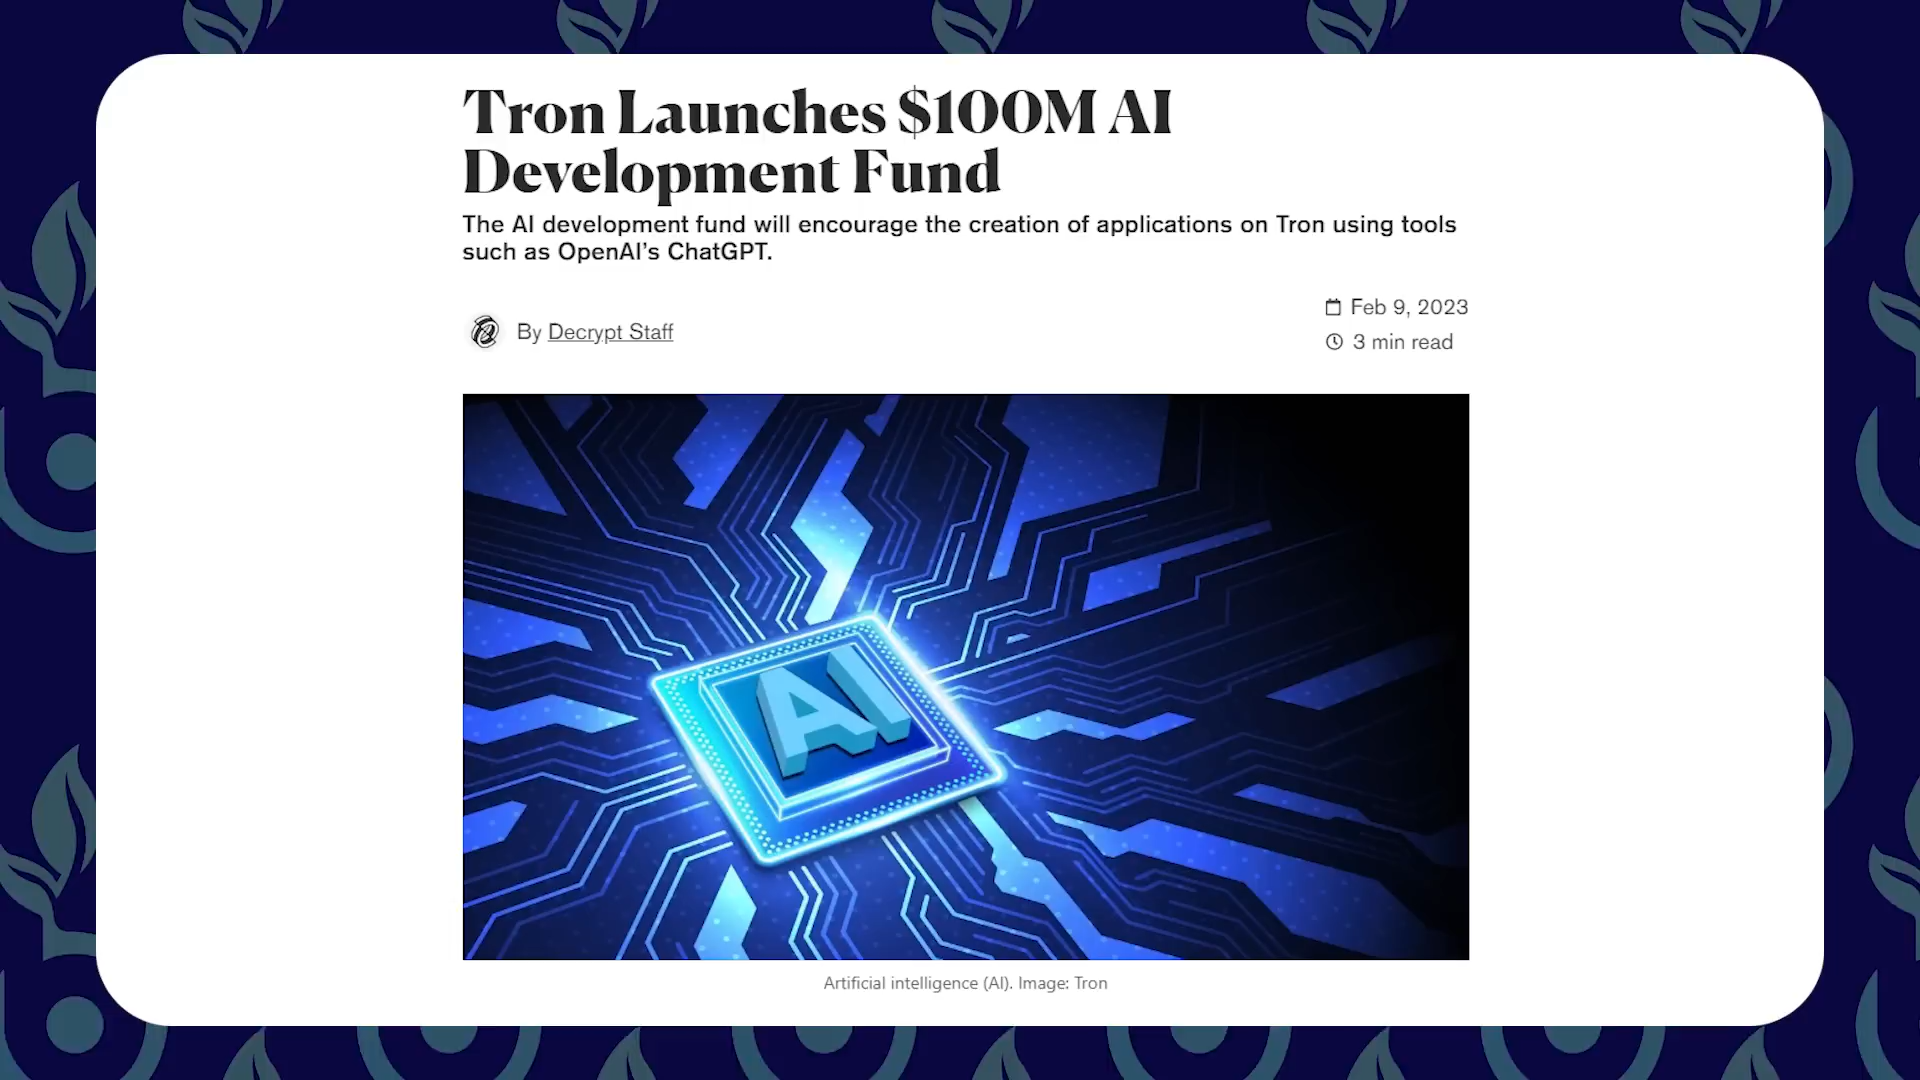 Tron Launches $100M AI
Development Fund
The AI development fund will encourage the creation of applications on Tron using tools
such as OpenAI’s ChatGPT.
By Decrypt Staff
Feb 9, 2023
3 min read
AI
Artificial intelligence (AI). Image: Tron